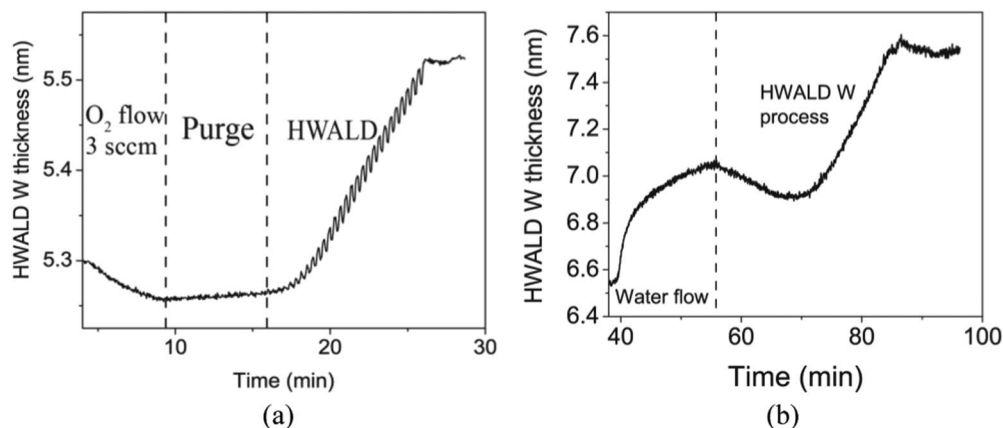 (a)
HWALD W thickness (nm)
5.5
5.4
5.3
O2 flow
3 sccm
Purge
HWALD
10
20
30
Time (min)
(a)
(b)
HWALD W thickness (nm)
7.6
7.4
7.2
7.0
6.8
6.6
6.4
HWALD W
process
Water flow
40
60
80
100
Time (min)
(b)